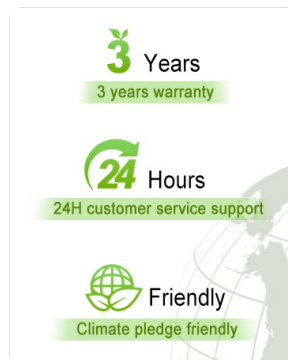 3 Years
3 years warranty
24 Hours
24H customer service support
Friendly
Climate pledge friendly